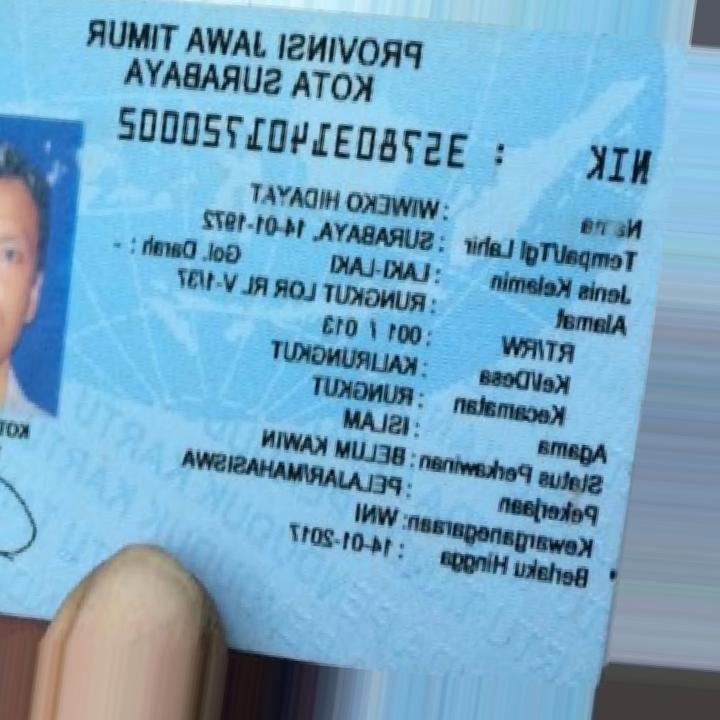 PROVINSI JAWA TIMUR
KOTA SURABAYA
NIK : 3578031401720002
Nama : WIWEKO HIDAYAT
Tempat/Tgl Lahir : SURABAYA, 14-01-1972
Jenis Kelamin : LAKI-LAKI Gol. Darah : -
Alamat : RUNGKUT LOR RL V-1/37
RT/RW : 001 / 013
Kel/Desa : KALIRUNGKUT
Kecamatan : RUNGKUT
Agama : ISLAM
Status Perkawinan : BELUM KAWIN
Pekerjaan : PELAJAR/MAHASISWA
Kewarganegaraan: WNI
Berlaku Hingga : 14-01-2017